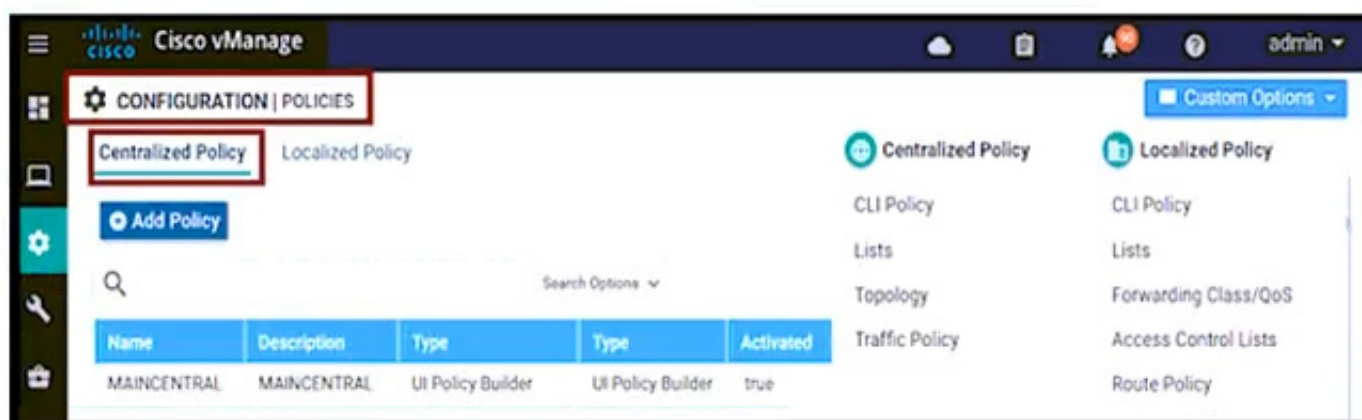 CISCO Cisco vManage 90 admin
CONFIGURATION | POLICIES Custom Options
Centralized Policy Localized Policy
Add Policy
Search Options
Name Description Type Type Activated
MAINCENTRAL MAINCENTRAL UI Policy Builder UI Policy Builder true
Centralized Policy
CLI Policy
Lists
Topology
Traffic Policy
Localized Policy
CLI Policy
Lists
Forwarding Class/QoS
Access Control Lists
Route Policy